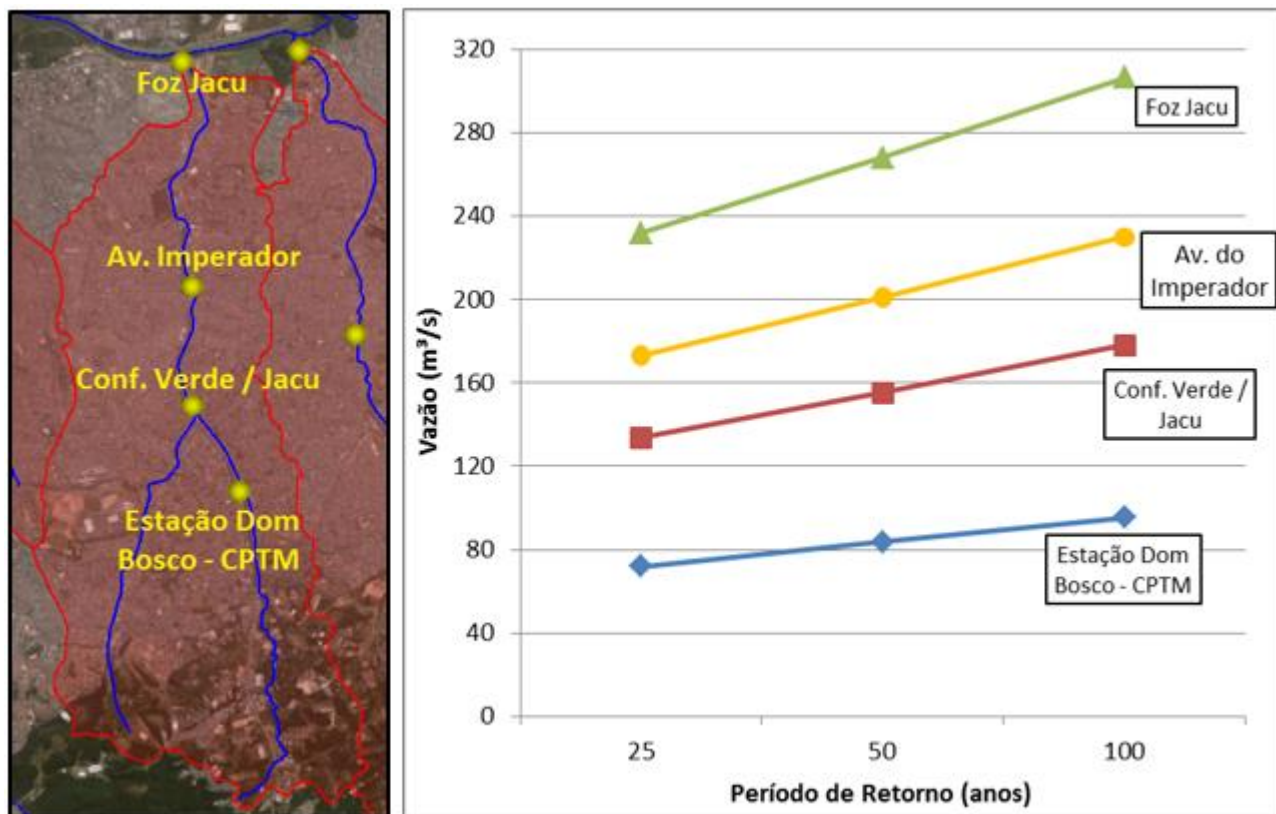 Foz Jacu
Av. Imperador
Conf. Verde / Jacu
Estação Dom
Bosco - CPTM
Vazão (m³/s)
320
280
240
200
160
120
80
40
0
25
50
100
Período de Retorno (anos)
Foz Jacu
Av. do
Imperador
Conf. Verde /
Jacu
Estação Dom
Bosco - CPTM